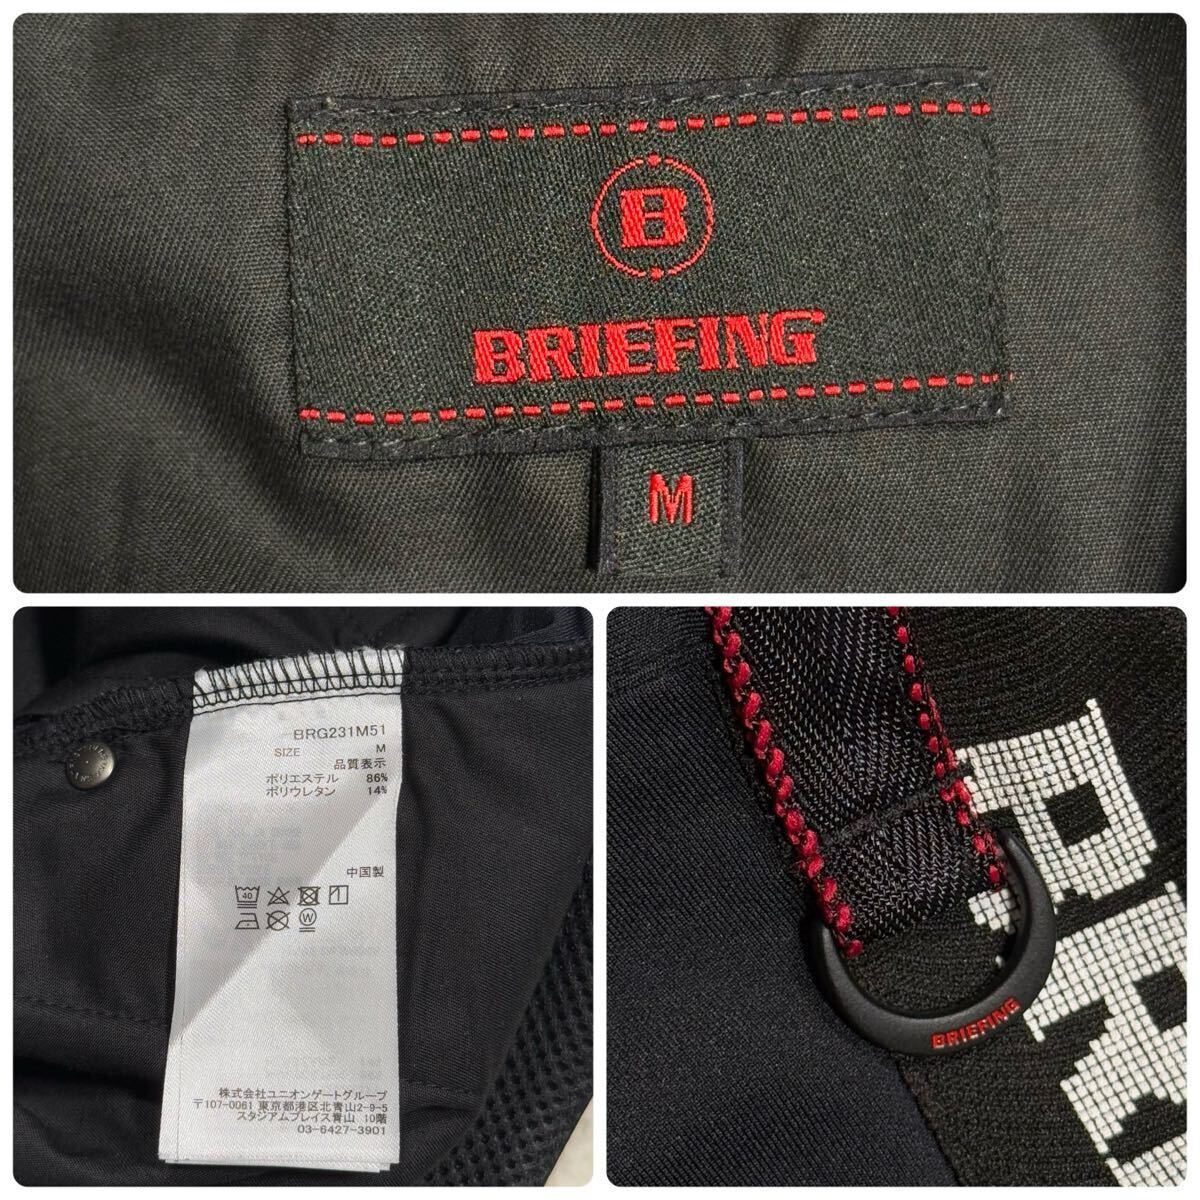 B
BRIEFING
M
BRG231M51
SIZE M
品質表示
ポリエステル 86%
ポリウレタン 14%
中国製
40
W
株式会社ユニオンゲートグループ
〒107-0061 東京都港区北青山2-9-5
スタジアムプレイス青山 10階
03-6427-3901
BRIEFING